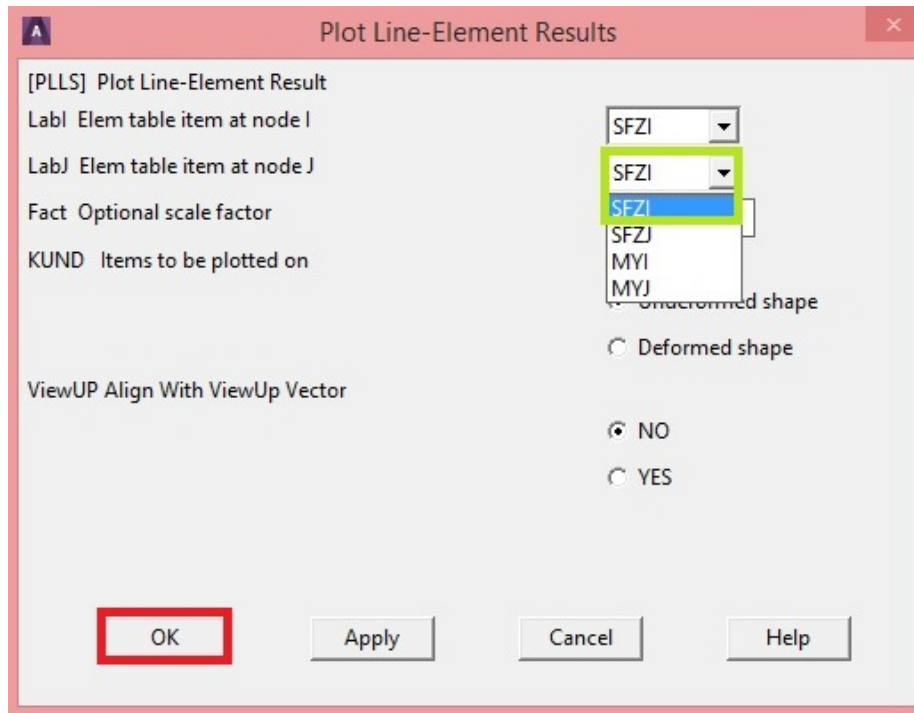 A Plot Line-Element Results ×
[PLLS] Plot Line-Element Result
LabI Elem table item at node I SFZI
LabJ Elem table item at node J SFZI
Fact Optional scale factor SFZI
SFZJ
KUND Items to be plotted on MYI
MYJ
Undeformed shape
Deformed shape
ViewUP Align With ViewUp Vector
NO
YES
OK Apply Cancel Help